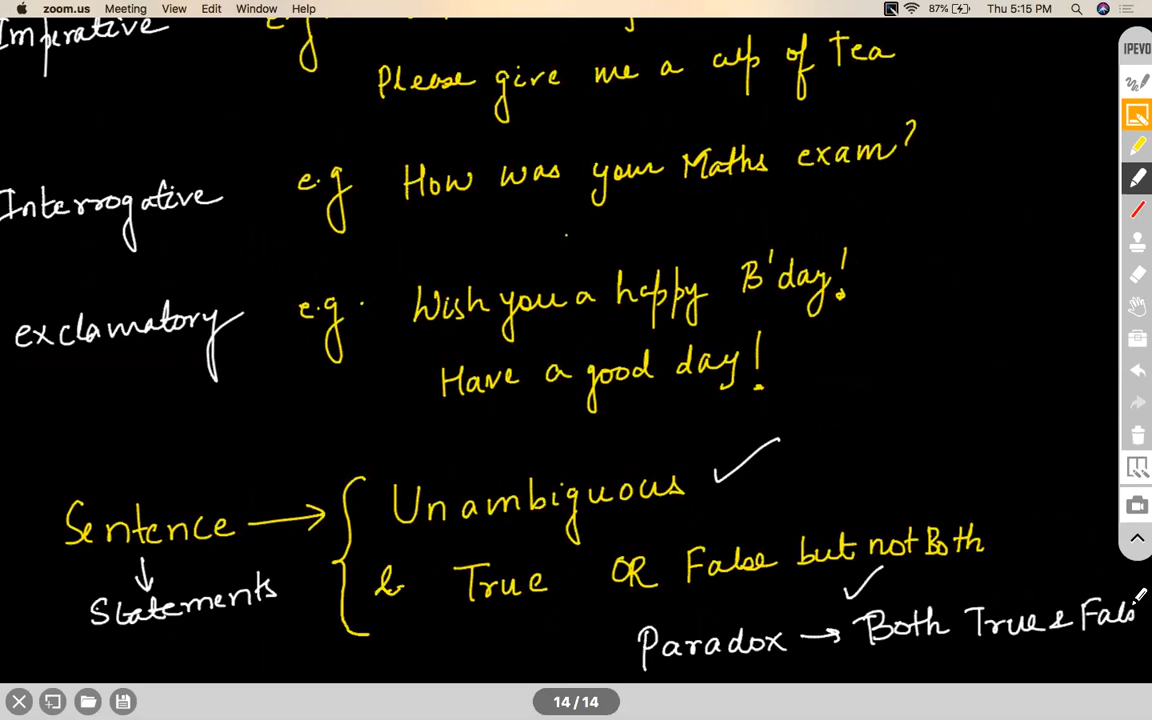 zoom.us Meeting View Edit Window Help 87% Thu 5:15 PM
IPEVO
Imperative e.g
Please give me a cup of tea
Interrogative e.g How was your Maths exam?
exclamatory e.g. Wish you a happy B'day!
Have a good day!
Sentence → Unambiguous ✓
& True OR False but not Both
↓
Statements
Paradox → Both True & Fals
14 / 14